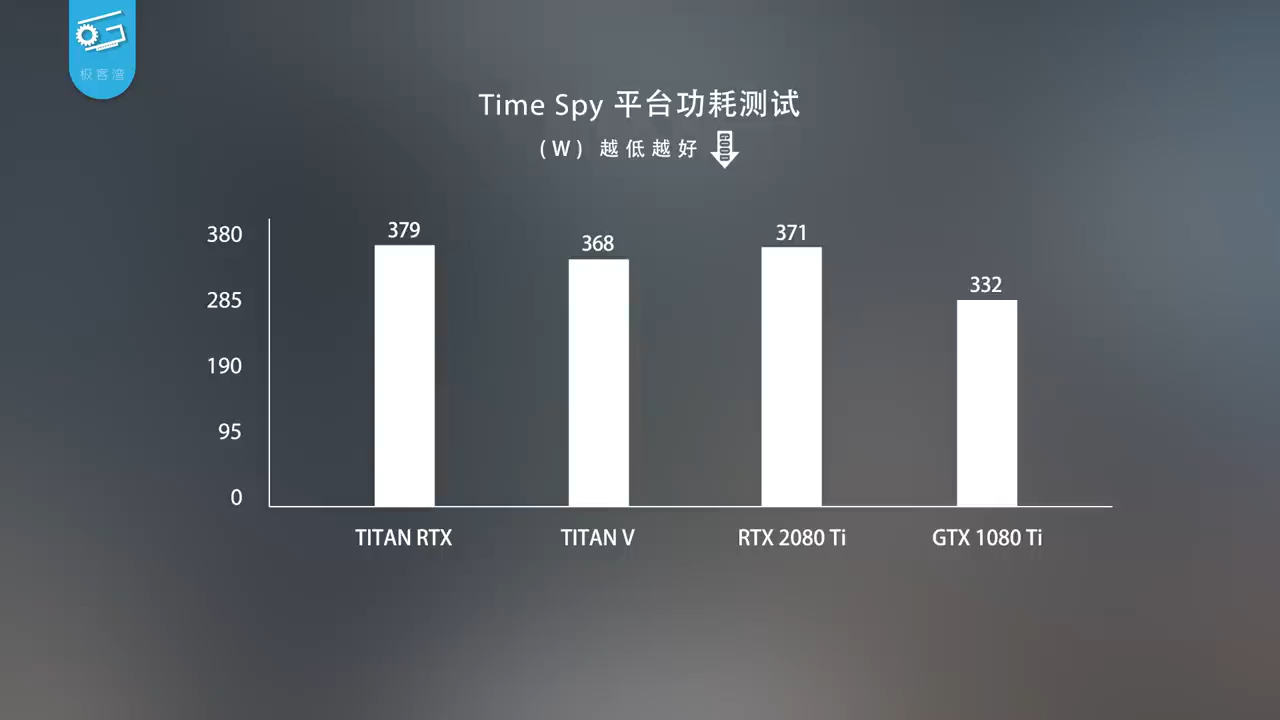 极客湾
Time Spy 平台功耗测试
(W) 越低越好
GOOD
380
285
190
95
0
379
368
371
332
TITAN RTX
TITAN V
RTX 2080 Ti
GTX 1080 Ti